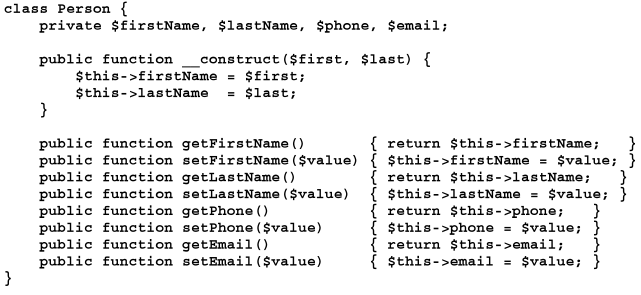 class Person {
    private $firstName, $lastName, $phone, $email;

    public function __construct($first, $last) {
        $this->firstName = $first;
        $this->lastName  = $last;
    }

    public function getFirstName()       { return $this->firstName;   }
    public function setFirstName($value) { $this->firstName = $value; }
    public function getLastName()        { return $this->lastName;   }
    public function setLastName($value)  { $this->lastName = $value; }
    public function getPhone()           { return $this->phone;   }
    public function setPhone($value)     { $this->phone = $value; }
    public function getEmail()           { return $this->email;   }
    public function setEmail($value)     { $this->email = $value; }
}